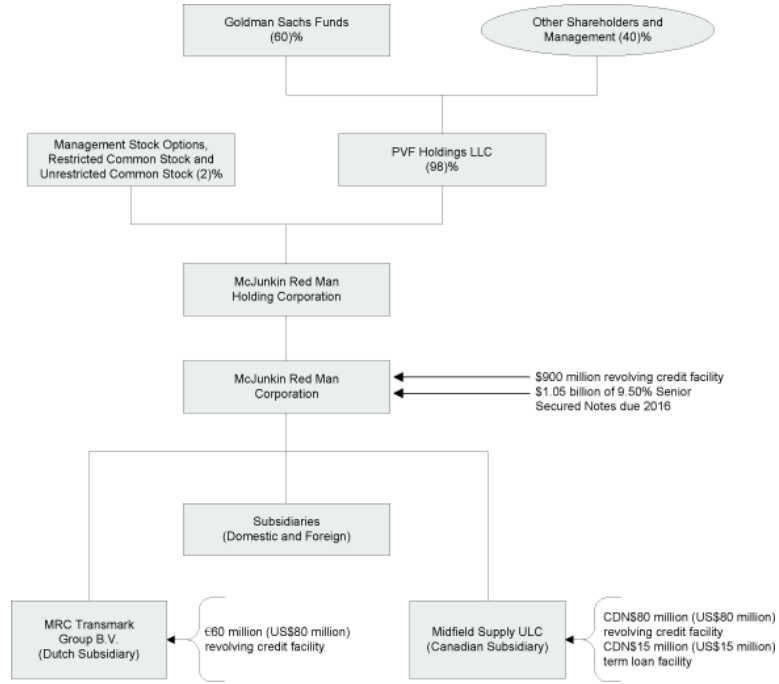 Goldman Sachs Funds
(60)%
Other Shareholders and
Management (40)%
Management Stock Options,
Restricted Common Stock and
Unrestricted Common Stock (2)%
PVF Holdings LLC
(98)%
McJunkin Red Man
Holding Corporation
McJunkin Red Man
Corporation
$900 million revolving credit facility
$1.05 billion of 9.50% Senior
Secured Notes due 2016
Subsidiaries
(Domestic and Foreign)
MRC Transmark
Group B.V.
(Dutch Subsidiary)
€60 million (US$80 million)
revolving credit facility
Midfield Supply ULC
(Canadian Subsidiary)
CDN$80 million (US$80 million)
revolving credit facility
CDN$15 million (US$15 million)
term loan facility